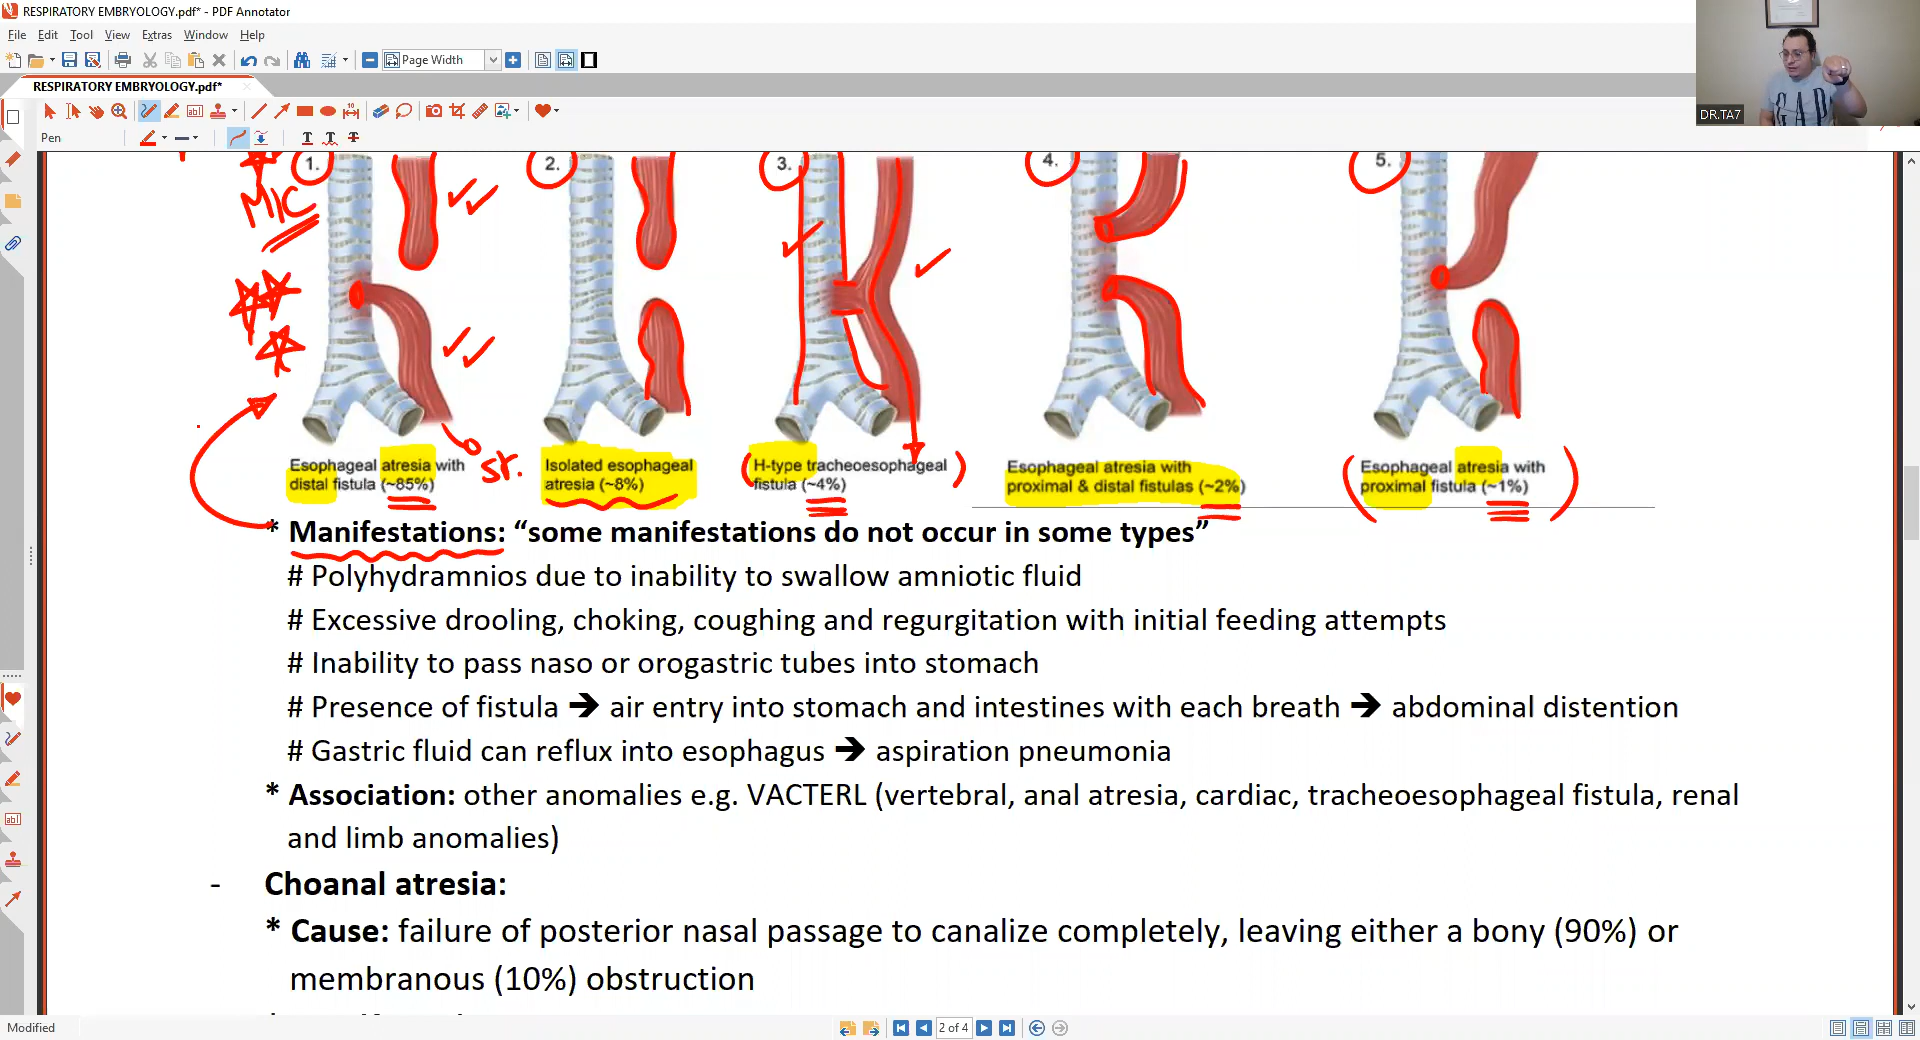 RESPIRATORY EMBRYOLOGY.pdf* - PDF Annotator
File Edit Tool View Extras Window Help
Page Width
RESPIRATORY EMBRYOLOGY.pdf*
Pen
DR.TA7
1. 2. 3. 4. 5.
MIC
st.
Esophageal atresia with
distal fistula (~85%)
Isolated esophageal
atresia (~8%)
H-type tracheoesophageal
fistula (~4%)
Esophageal atresia with
proximal & distal fistulas (~2%)
Esophageal atresia with
proximal fistula (~1%)
* Manifestations: “some manifestations do not occur in some types”
# Polyhydramnios due to inability to swallow amniotic fluid
# Excessive drooling, choking, coughing and regurgitation with initial feeding attempts
# Inability to pass naso or orogastric tubes into stomach
# Presence of fistula ➔ air entry into stomach and intestines with each breath ➔ abdominal distention
# Gastric fluid can reflux into esophagus ➔ aspiration pneumonia
* Association: other anomalies e.g. VACTERL (vertebral, anal atresia, cardiac, tracheoesophageal fistula, renal
and limb anomalies)
- Choanal atresia:
* Cause: failure of posterior nasal passage to canalize completely, leaving either a bony (90%) or
membranous (10%) obstruction
Modified
2 of 4